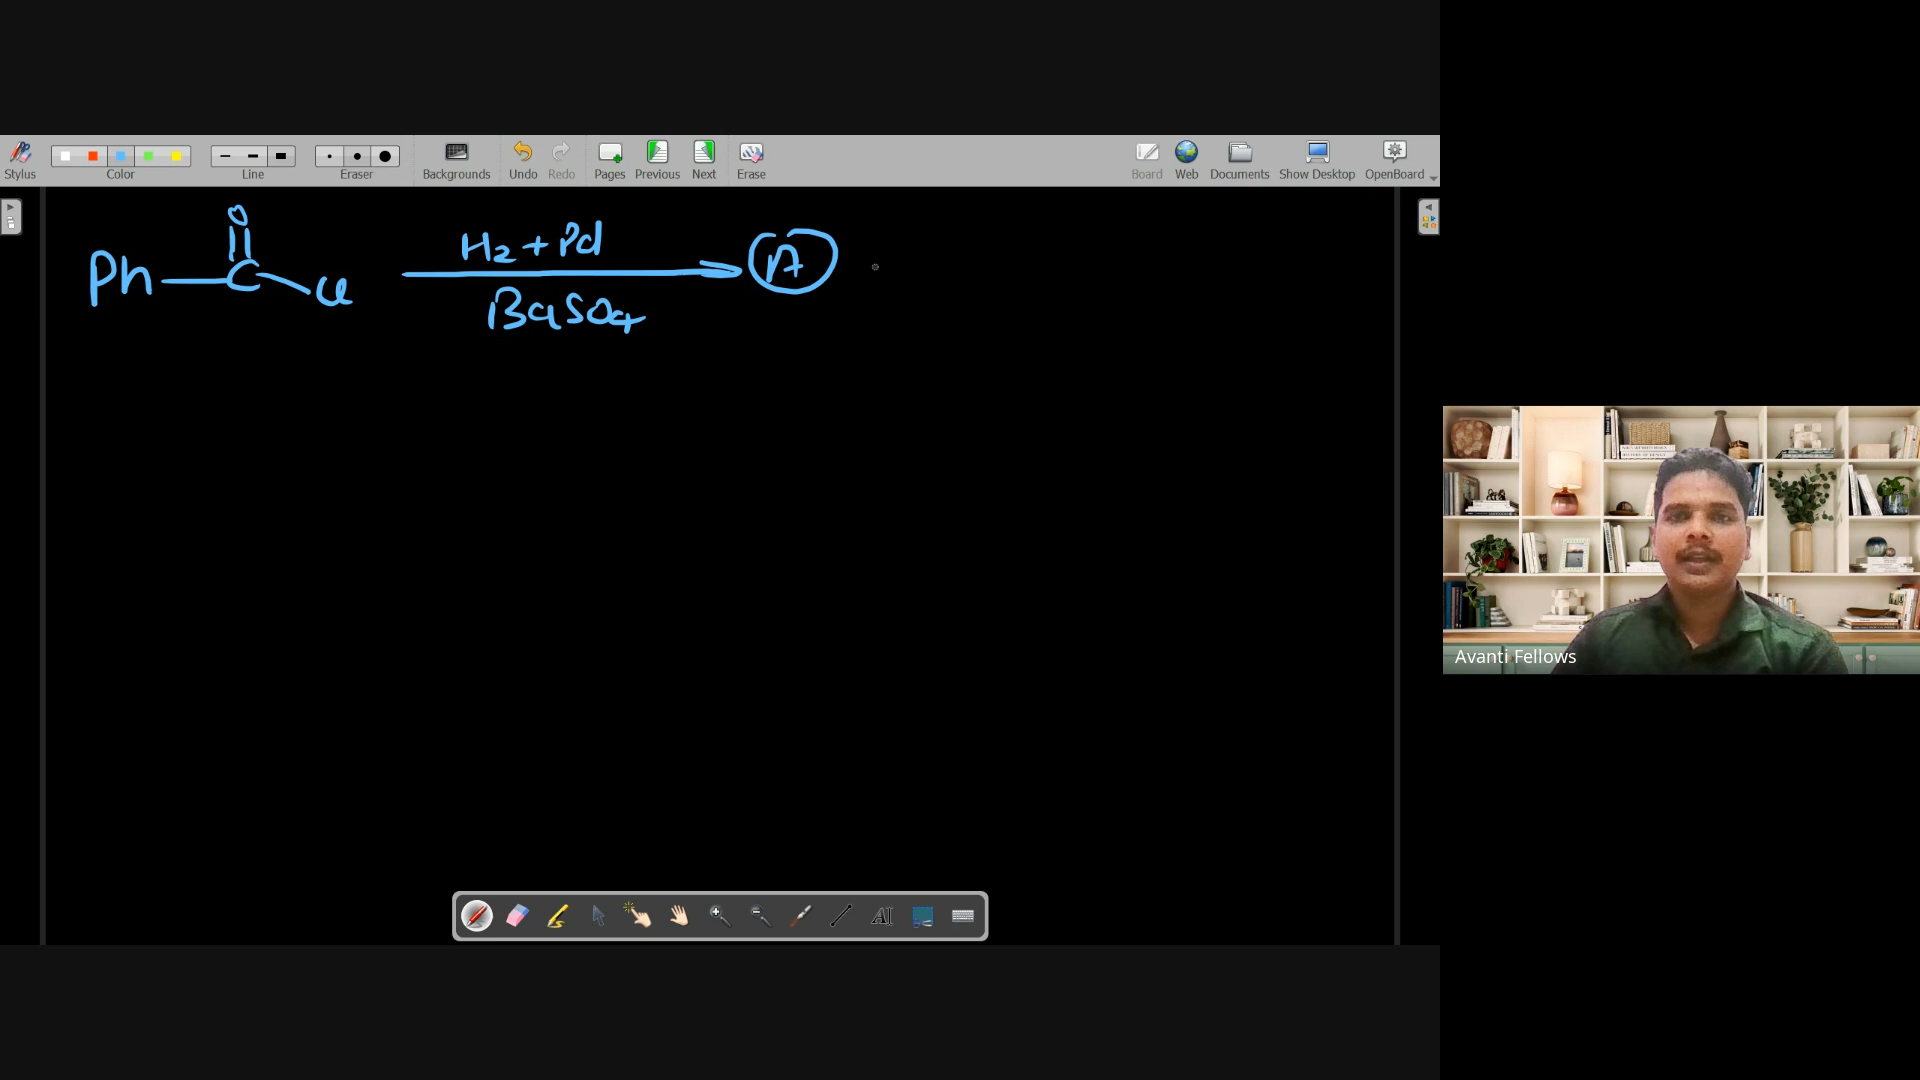 Stylus Color Line Eraser Backgrounds Undo Redo Pages Previous Next Erase Board Web Documents Show Desktop OpenBoard
O
Ph C Cl
H2 + Pd
BaSO4
A
Avanti Fellows
AI